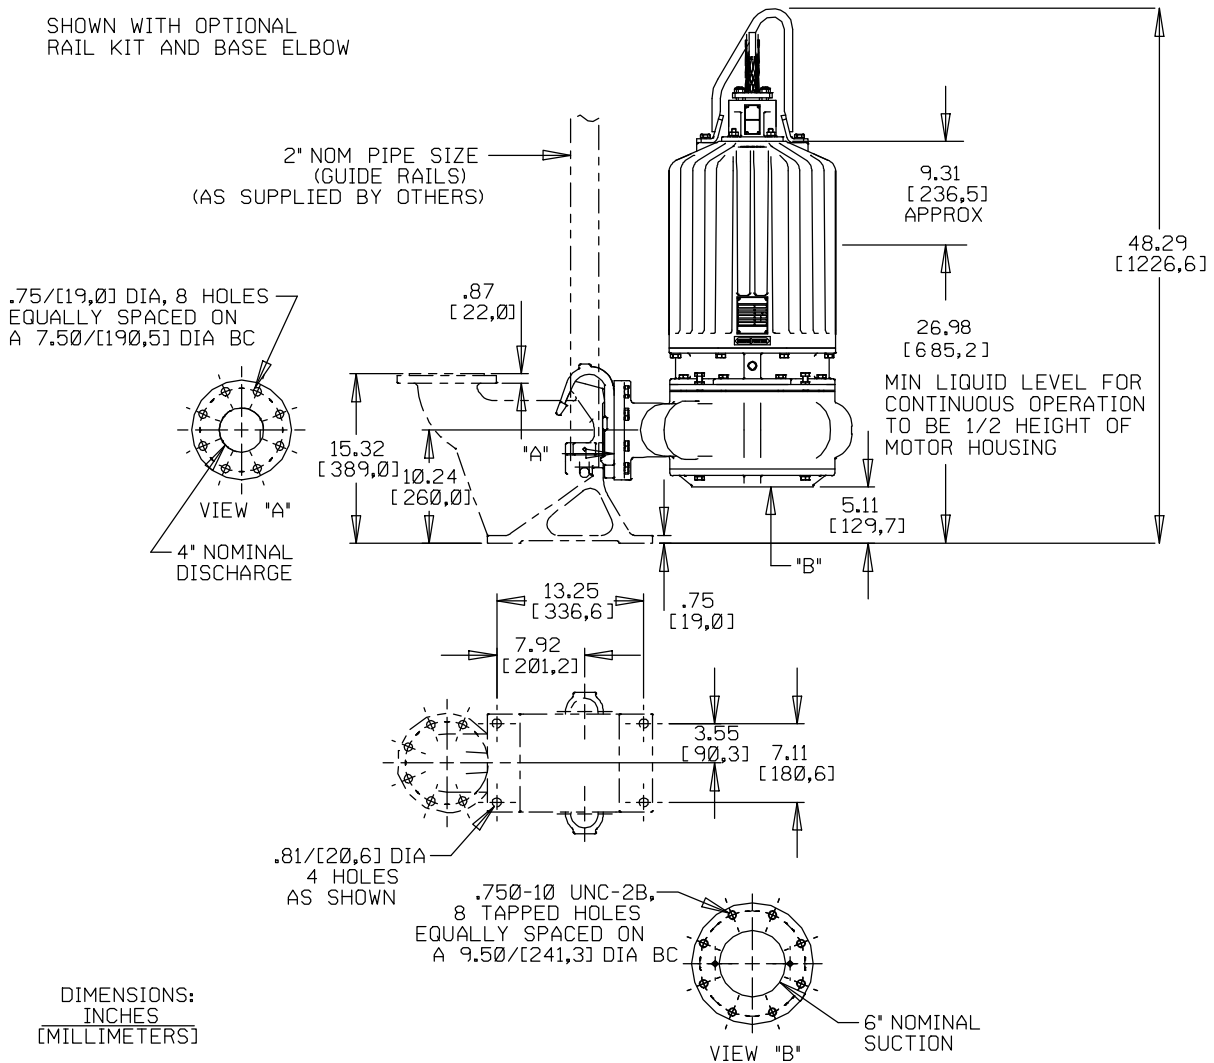 SHOWN WITH OPTIONAL
RAIL KIT AND BASE ELBOW
2" NOM PIPE SIZE
(GUIDE RAILS)
(AS SUPPLIED BY OTHERS)
9.31
[236,5]
APPROX
48.29
[1226,6]
.75/[19,0] DIA, 8 HOLES
EQUALLY SPACED ON
A 7.50/[190,5] DIA BC
.87
[22,0]
26.98
[685,2]
MIN LIQUID LEVEL FOR
CONTINUOUS OPERATION
TO BE 1/2 HEIGHT OF
MOTOR HOUSING
15.32
[389,0]
10.24
[260,0]
"A"
VIEW "A"
4" NOMINAL
DISCHARGE
5.11
[129,7]
"B"
13.25
[336,6]
.75
[19,0]
7.92
[201,2]
3.55
[90,3]
7.11
[180,6]
.81/[20,6] DIA
4 HOLES
AS SHOWN
.750-10 UNC-2B,
8 TAPPED HOLES
EQUALLY SPACED ON
A 9.50/[241,3] DIA BC
6" NOMINAL
SUCTION
VIEW "B"
DIMENSIONS:
INCHES
[MILLIMETERS]